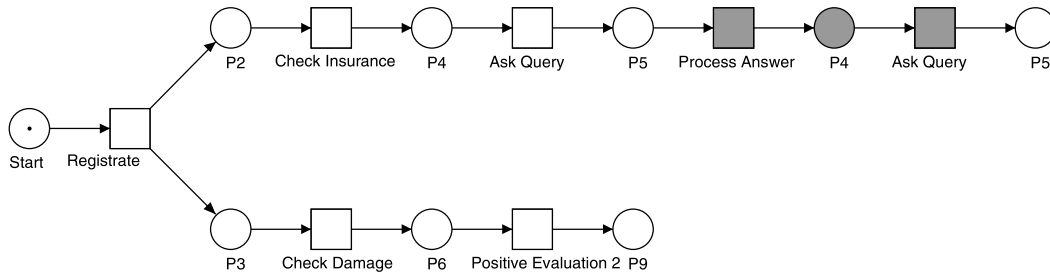 P2 Check Insurance P4 Ask Query P5 Process Answer P4 Ask Query P5
Start Registrate
P3 Check Damage P6 Positive Evaluation 2 P9